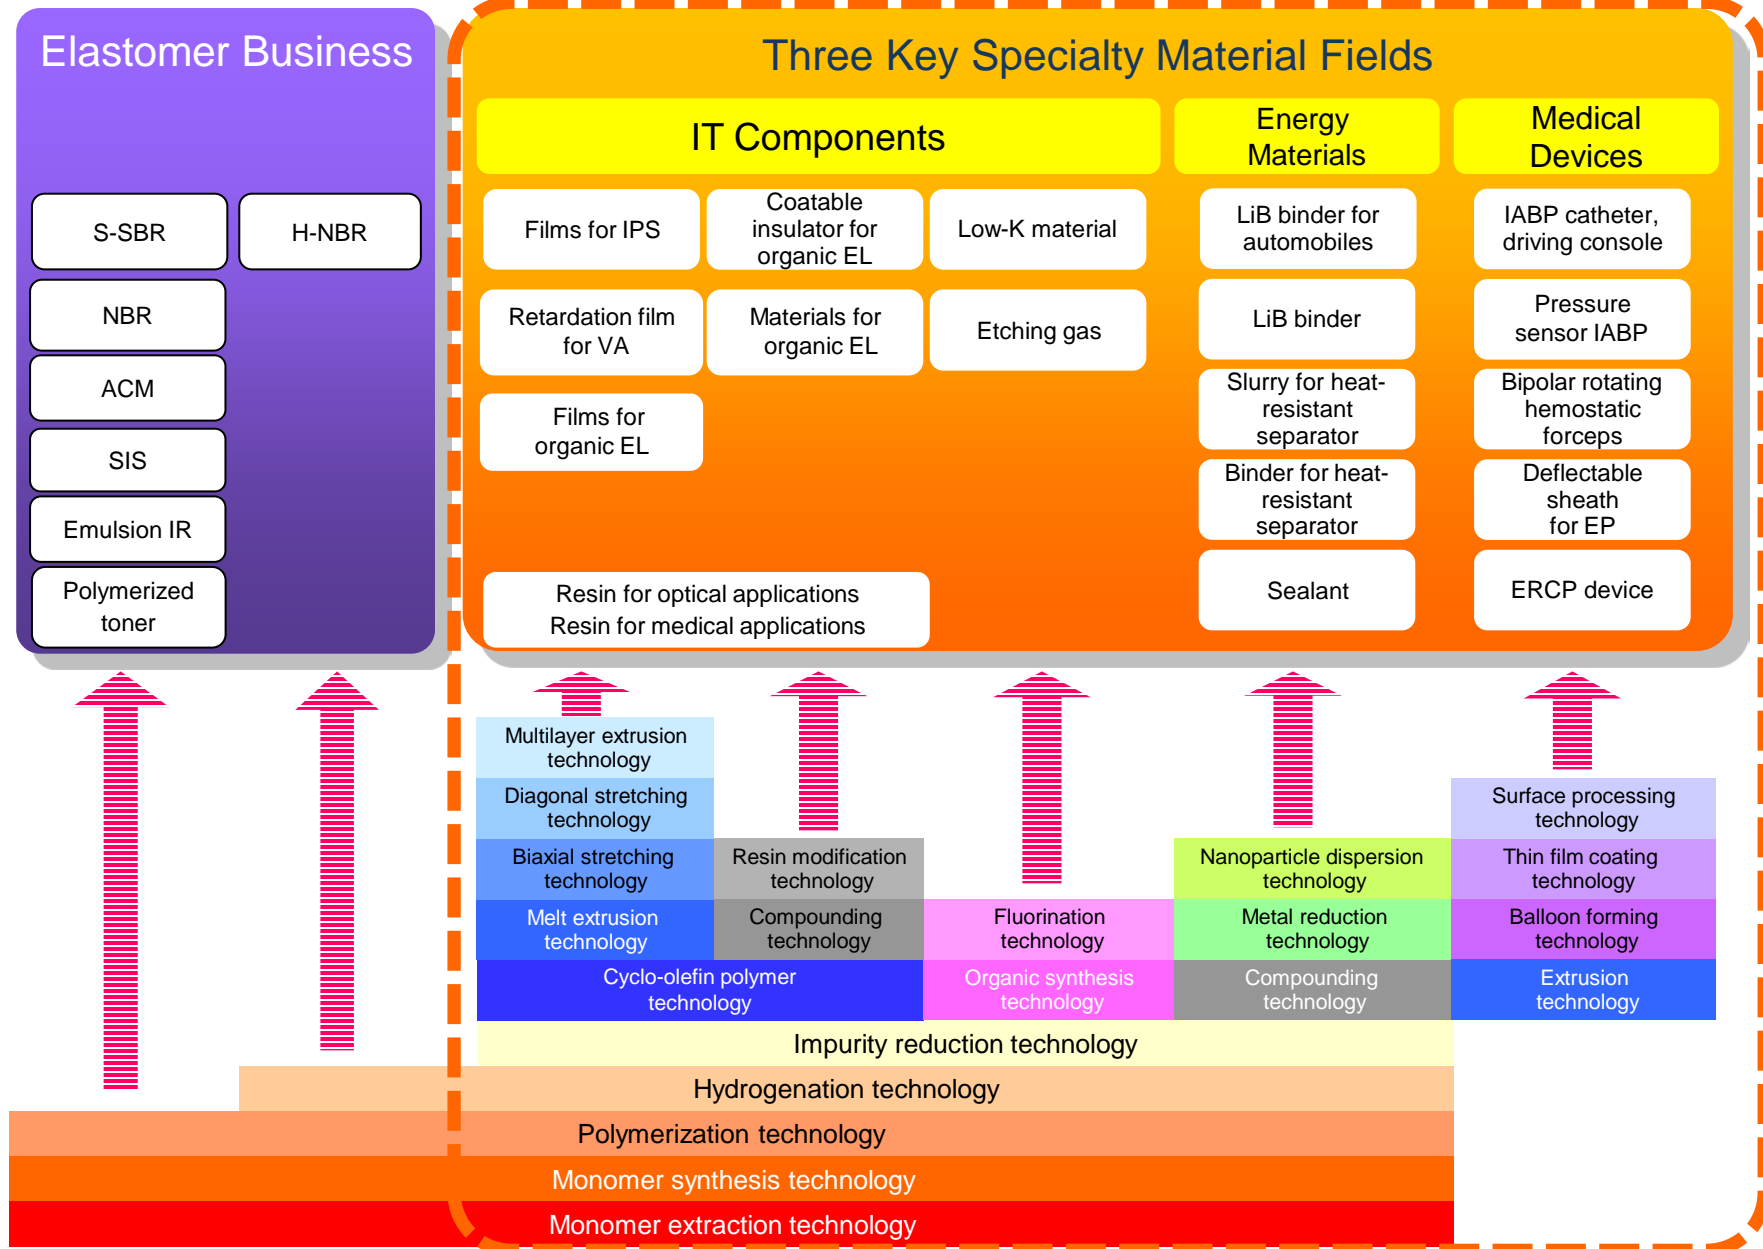 Elastomer Business
S-SBR
H-NBR
NBR
ACM
SIS
Emulsion IR
Polymerized
toner
Three Key Specialty Material Fields
IT Components
Films for IPS
Coatable
insulator for
organic EL
Low-K material
Retardation film
for VA
Materials for
organic EL
Etching gas
Films for
organic EL
Resin for optical applications
Resin for medical applications
Energy
Materials
LiB binder for
automobiles
LiB binder
Slurry for heat-
resistant
separator
Binder for heat-
resistant
separator
Sealant
Medical
Devices
IABP catheter,
driving console
Pressure
sensor IABP
Bipolar rotating
hemostatic
forceps
Deflectable
sheath
for EP
ERCP device
Multilayer extrusion
technology
Diagonal stretching
technology
Biaxial stretching
technology
Melt extrusion
technology
Resin modification
technology
Compounding
technology
Cyclo-olefin polymer
technology
Fluorination
technology
Organic synthesis
technology
Nanoparticle dispersion
technology
Metal reduction
technology
Compounding
technology
Surface processing
technology
Thin film coating
technology
Balloon forming
technology
Extrusion
technology
Impurity reduction technology
Hydrogenation technology
Polymerization technology
Monomer synthesis technology
Monomer extraction technology